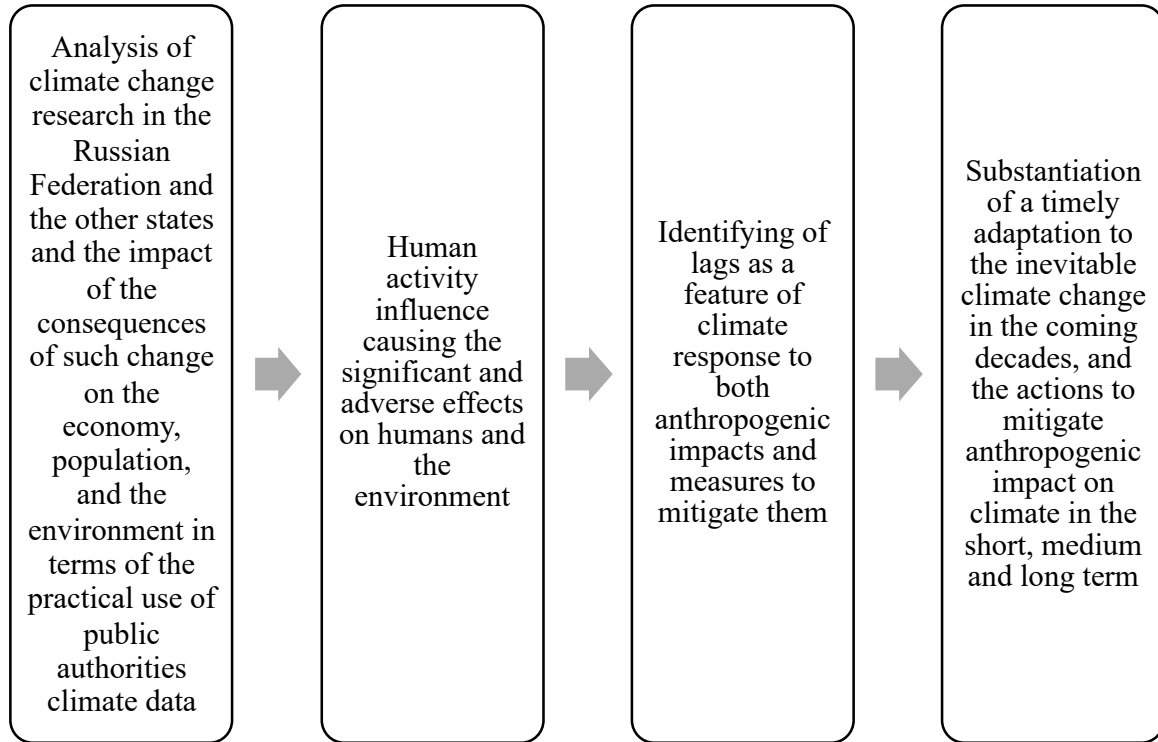 Analysis of
climate change
research in the
Russian
Federation and
the other states
and the impact
of the
consequences
of such change
on the
economy,
population,
and the
environment in
terms of the
practical use of
public
authorities
climate data
Human
activity
influence
causing the
significant and
adverse effects
on humans and
the
environment
Identifying of
lags as a
feature of
climate
response to
both
anthropogenic
impacts and
measures to
mitigate them
Substantiation
of a timely
adaptation to
the inevitable
climate change
in the coming
decades, and
the actions to
mitigate
anthropogenic
impact on
climate in the
short, medium
and long term